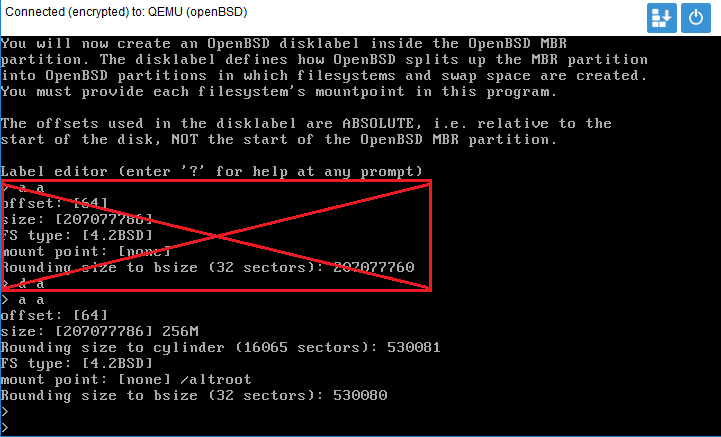 Connected (encrypted) to: QEMU (openBSD)
You will now create an OpenBSD disklabel inside the OpenBSD MBR
partition. The disklabel defines how OpenBSD splits up the MBR partition
into OpenBSD partitions in which filesystems and swap space are created.
You must provide each filesystem's mountpoint in this program.
The offsets used in the disklabel are ABSOLUTE, i.e. relative to the
start of the disk, NOT the start of the OpenBSD MBR partition.
Label editor (enter '?' for help at any prompt)
> a a
offset: [64]
size: [207077786]
FS type: [4.2BSD]
mount point: [none]
Rounding size to bsize (32 sectors): 207077760
> d a
> a a
offset: [64]
size: [207077786] 256M
Rounding size to cylinder (16065 sectors): 530081
FS type: [4.2BSD]
mount point: [none] /altroot
Rounding size to bsize (32 sectors): 530080
>
>